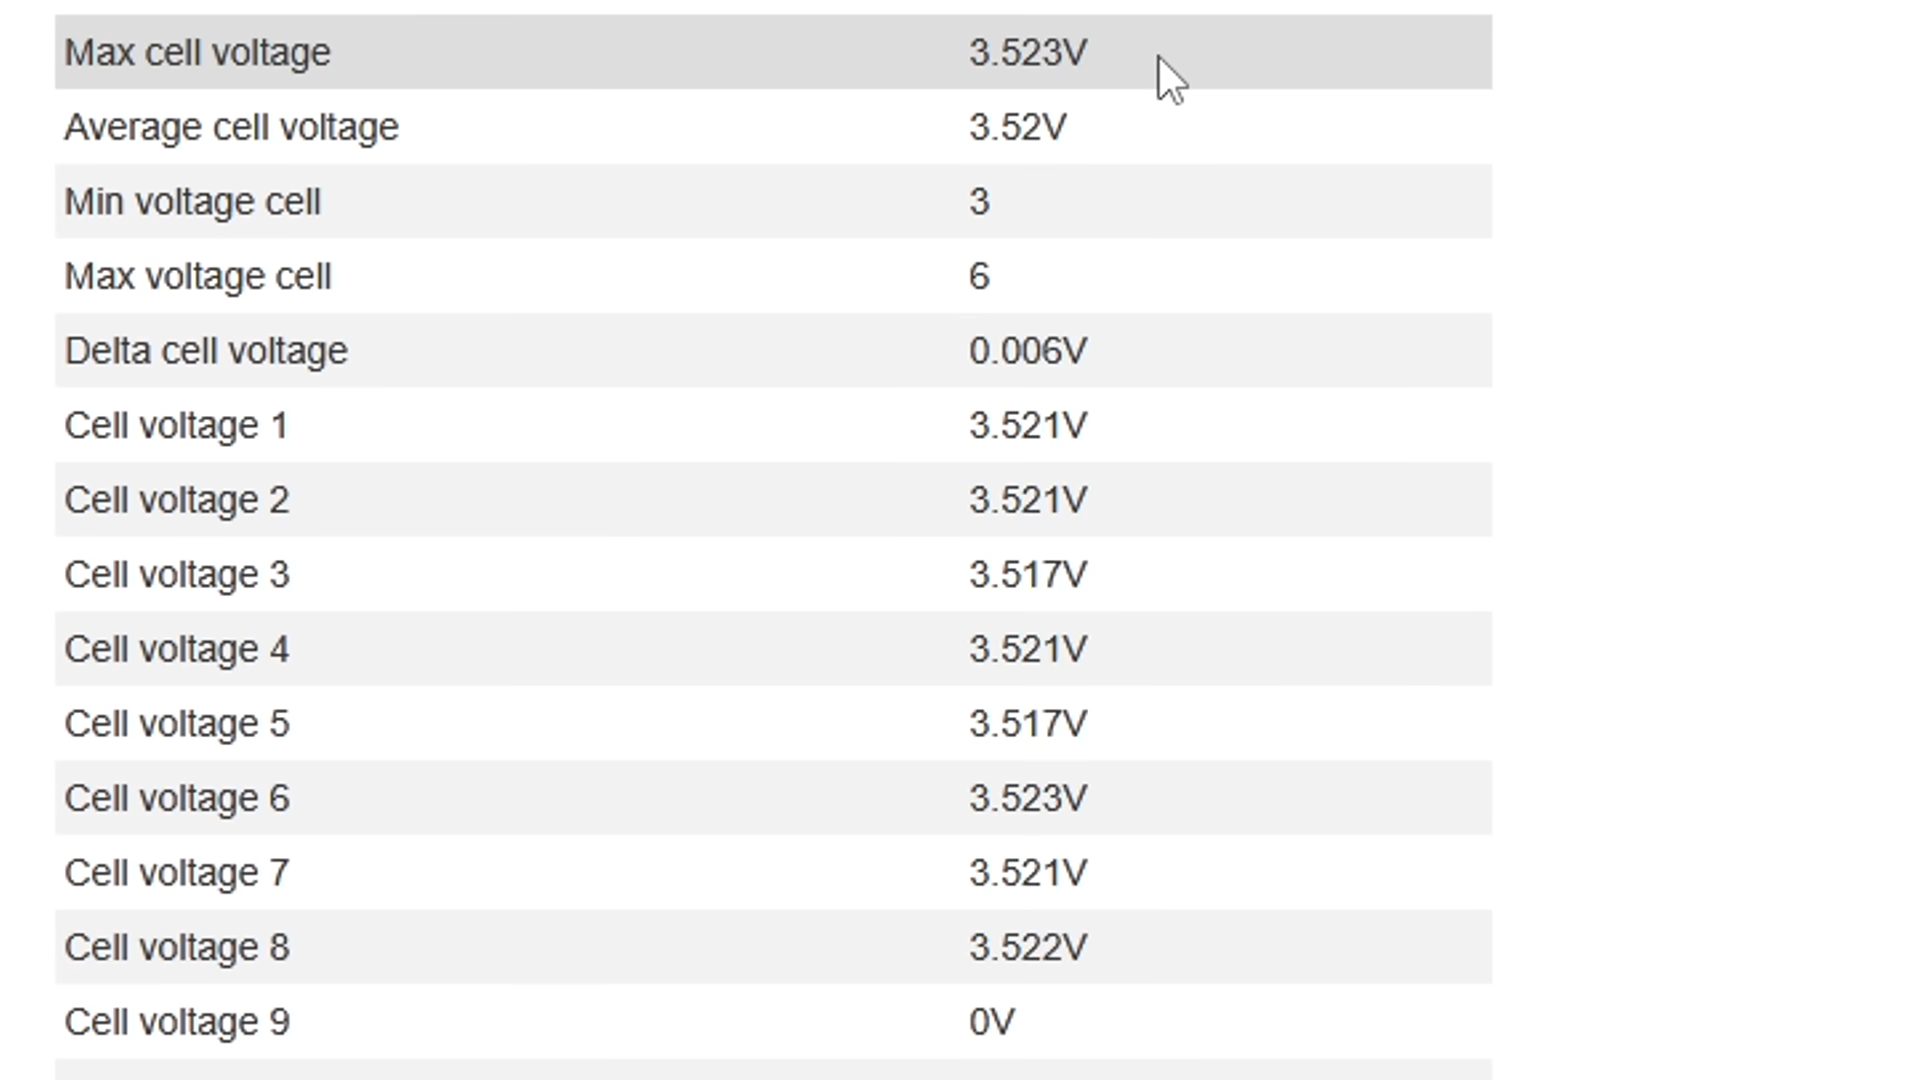 Max cell voltage 3.523V
Average cell voltage 3.52V
Min voltage cell 3
Max voltage cell 6
Delta cell voltage 0.006V
Cell voltage 1 3.521V
Cell voltage 2 3.521V
Cell voltage 3 3.517V
Cell voltage 4 3.521V
Cell voltage 5 3.517V
Cell voltage 6 3.523V
Cell voltage 7 3.521V
Cell voltage 8 3.522V
Cell voltage 9 0V